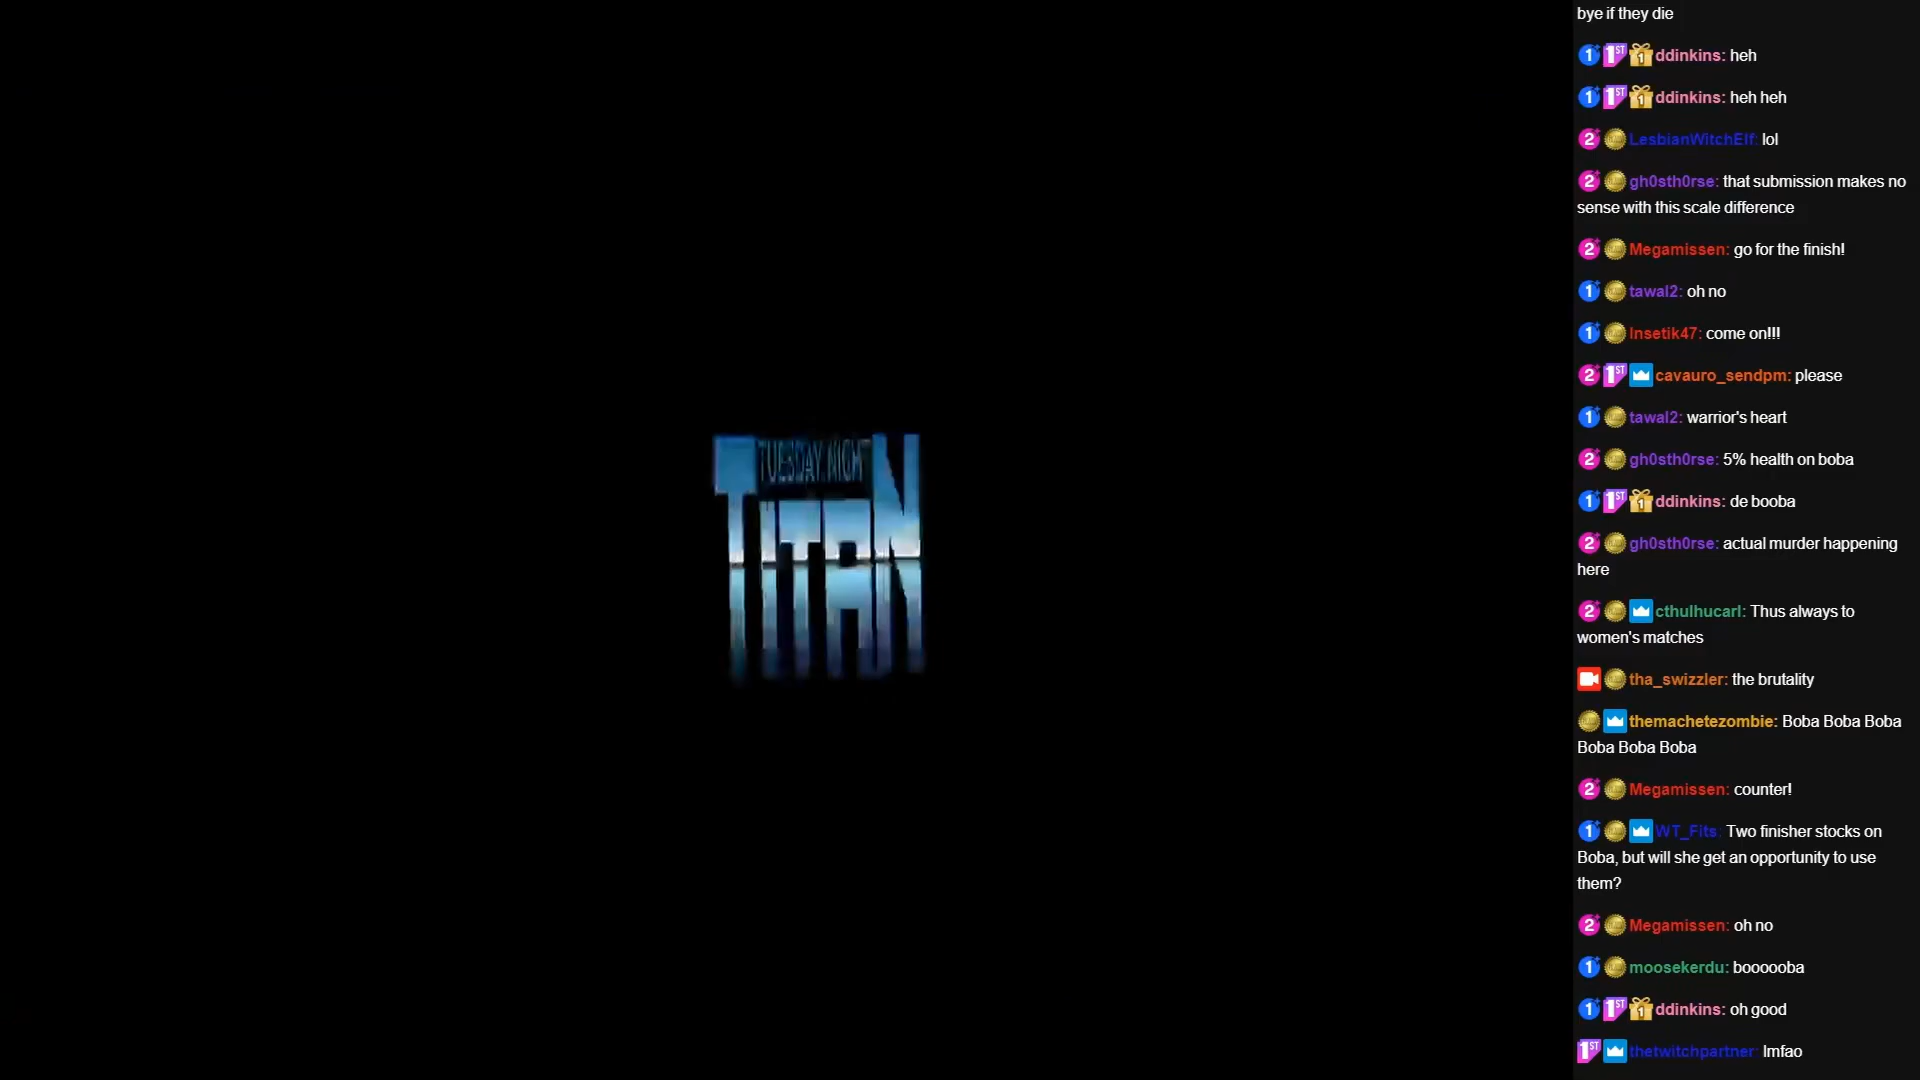 TUESDAY NIGHT
TITAN
bye if they die
ddinkins: heh
ddinkins: heh heh
LesbianWitchElf: lol
gh0sth0rse: that submission makes no
sense with this scale difference
Megamissen: go for the finish!
tawal2: oh no
Insetik47: come on!!!
cavauro_sendpm: please
tawal2: warrior's heart
gh0sth0rse: 5% health on boba
ddinkins: de booba
gh0sth0rse: actual murder happening
here
cthulhucarl: Thus always to
women's matches
tha_swizzler: the brutality
themachetezombie: Boba Boba Boba
Boba Boba Boba
Megamissen: counter!
WT_Fits: Two finisher stocks on
Boba, but will she get an opportunity to use
them?
Megamissen: oh no
moosekerdu: boooooba
ddinkins: oh good
thetwitchpartner: lmfao